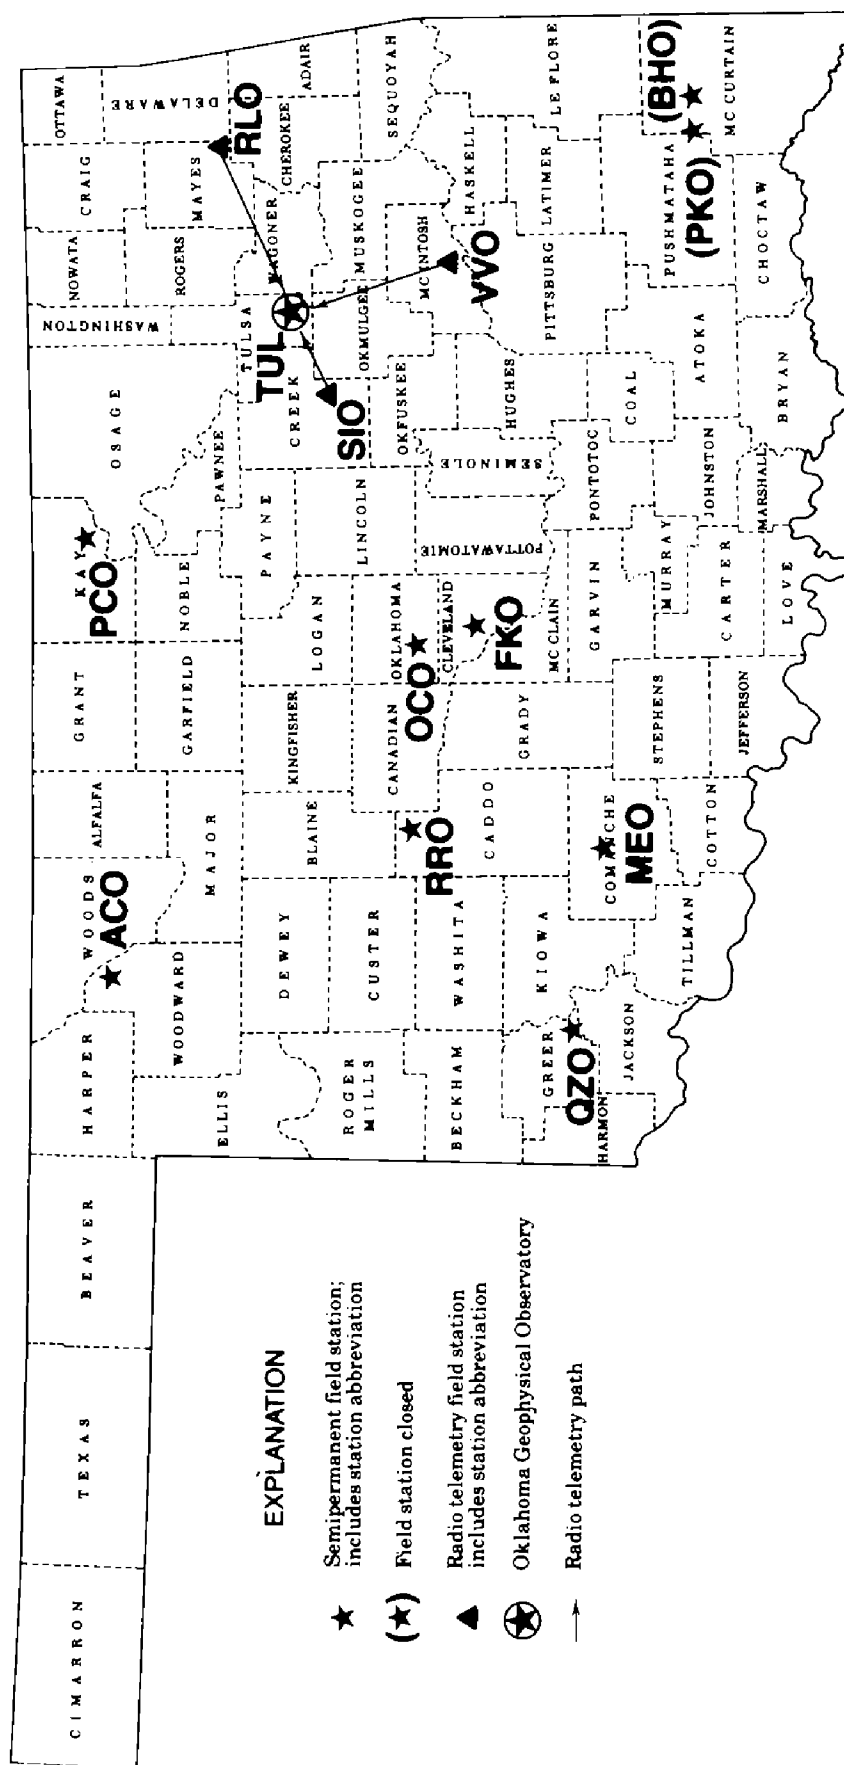 CIMARRON
TEXAS
BEAVER
HARPER
WOODS
ALFALFA
GRANT
KAY
OSAGE
WASHINGTON
NOWATA
CRAIG
OTTAWA
ACO
PCO
ELLIS
WOODWARD
MAJOR
GARFIELD
NOBLE
PAWNEE
TULSA
ROGERS
MAYES
DELAWARE
ROGER
MILLS
DEWEY
BLAINE
KINGFISHER
LOGAN
PAYNE
CREEK
TUL
WAGONER
RLO
CHEROKEE
ADAIR
CUSTER
CANADIAN
OKLAHOMA
LINCOLN
SIO
OKMULGEE
MUSKOGEE
SEQUOYAH
BECKHAM
WASHITA
RRO
CADDO
OCO
CLEVELAND
FKO
POTTAWATOMIE
SEMINOLE
OKFUSKEE
HUGHES
MCINTOSH
VVO
HASKELL
LE FLORE
GREER
KIOWA
GRADY
MC CLAIN
GARVIN
PONTOTOC
PITTSBURG
LATIMER
HARMON
QZO
JACKSON
COMANCHE
MEO
STEPHENS
MURRAY
COAL
PUSHMATAHA
(PKO)
(BHO)
MC CURTAIN
TILLMAN
COTTON
JEFFERSON
CARTER
JOHNSTON
ATOKA
LOVE
MARSHALL
BRYAN
CHOCTAW
EXPLANATION
Semipermanent field station;
includes station abbreviation
Field station closed
Radio telemetry field station
includes station abbreviation
Oklahoma Geophysical Observatory
Radio telemetry path